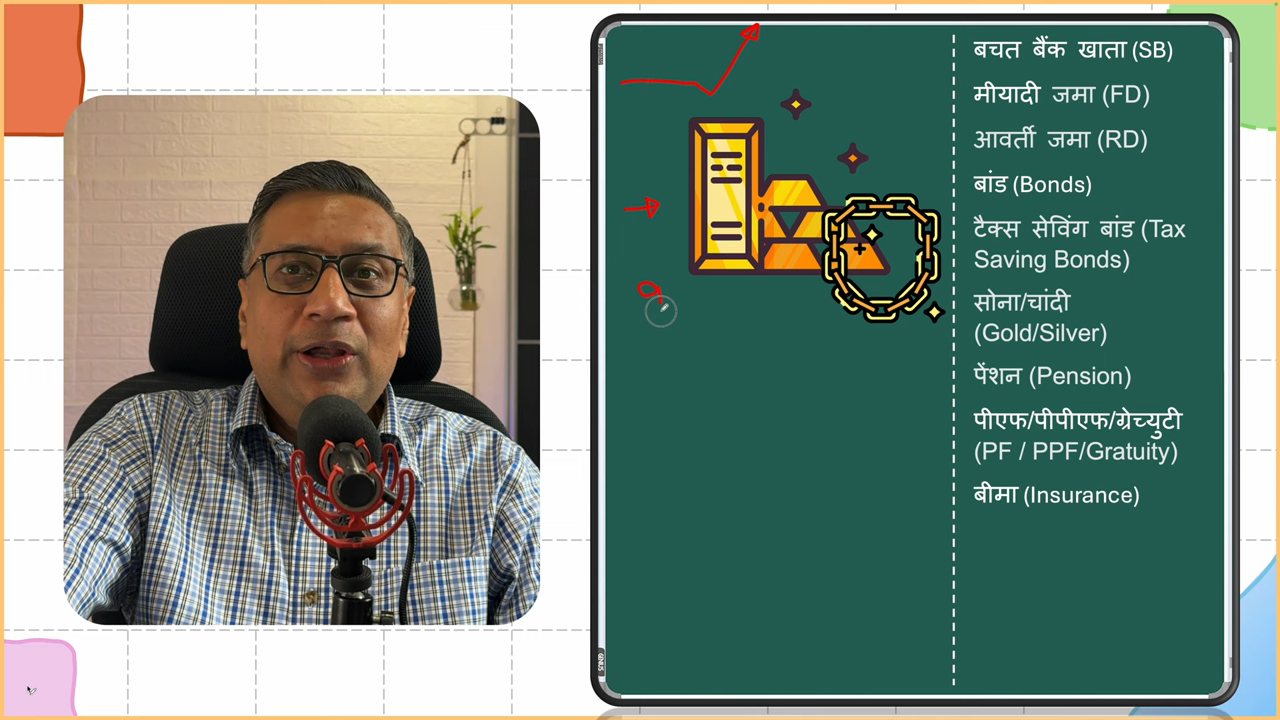 बचत बैंक खाता (SB)
मीयादी जमा (FD)
आवर्ती जमा (RD)
बांड (Bonds)
टैक्स सेविंग बांड (Tax
Saving Bonds)
सोना/चांदी
(Gold/Silver)
पेंशन (Pension)
पीएफ/पीपीएफ/ग्रेच्युटी
(PF / PPF/Gratuity)
बीमा (Insurance)